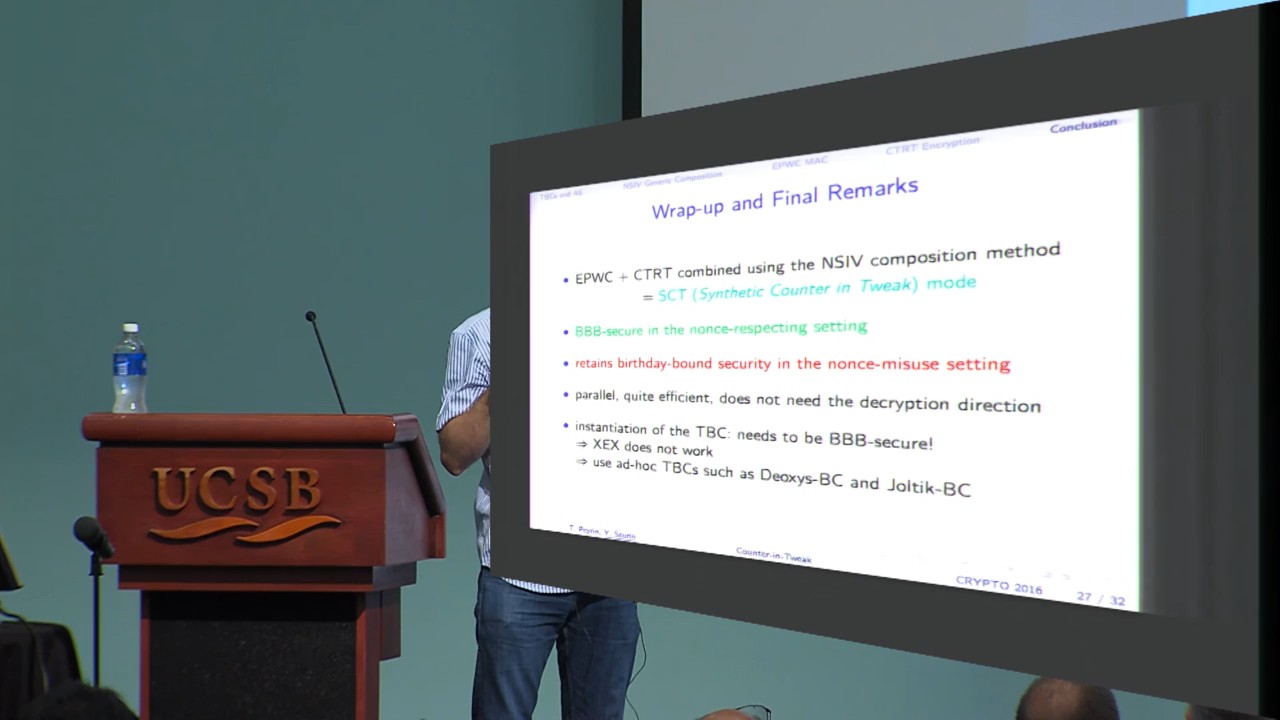 UCSB
TBCs and AE
NSIV Generic Composition
EPWC MAC
CTRT Encryption
Conclusion
Wrap-up and Final Remarks
• EPWC + CTRT combined using the NSIV composition method
= SCT (Synthetic Counter in Tweak) mode
• BBB-secure in the nonce-respecting setting
• retains birthday-bound security in the nonce-misuse setting
• parallel, quite efficient, does not need the decryption direction
• instantiation of the TBC: needs to be BBB-secure!
⇒ XEX does not work
⇒ use ad-hoc TBCs such as Deoxys-BC and Joltik-BC
T. Peyrin, Y. Seurin
Counter-in-Tweak
CRYPTO 2016
27 / 32